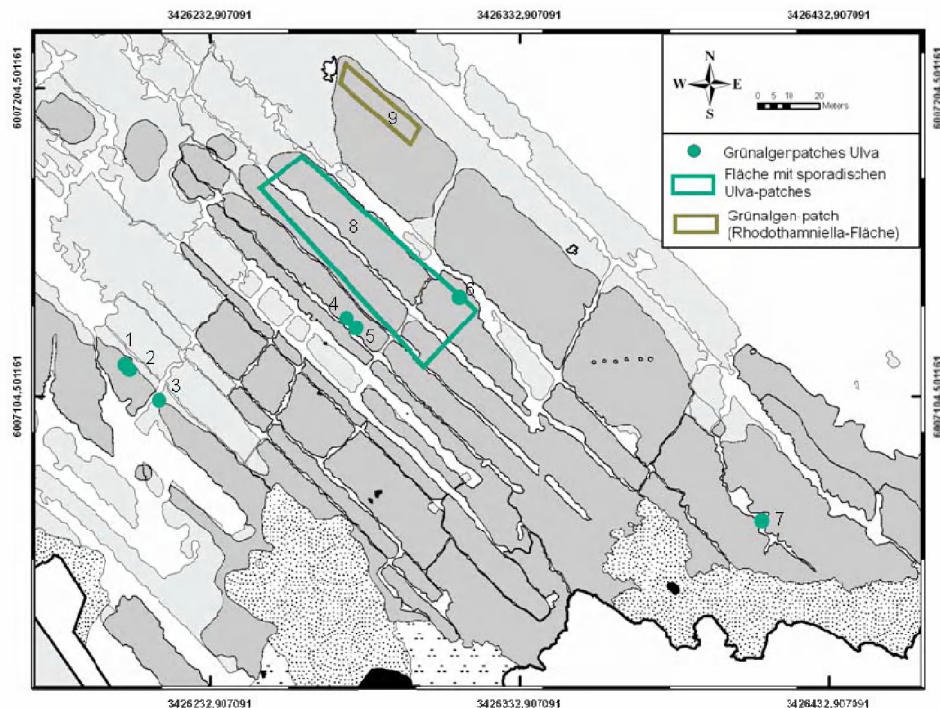 3426232,907091 3426332,907091 3426432,907091
6007204,501161 6007204,501161
N
W E
S
0 5 10 20
Meters
Grünalgenpatches Ulva
Fläche mit sporadischen
Ulva-patches
Grünalgen-patch
(Rhodothamniella-Fläche)
9
8
6
4
5
1
2
3
7
6007104,501161 6007104,501161
3426232,907091 3426332,907091 3426432,907091